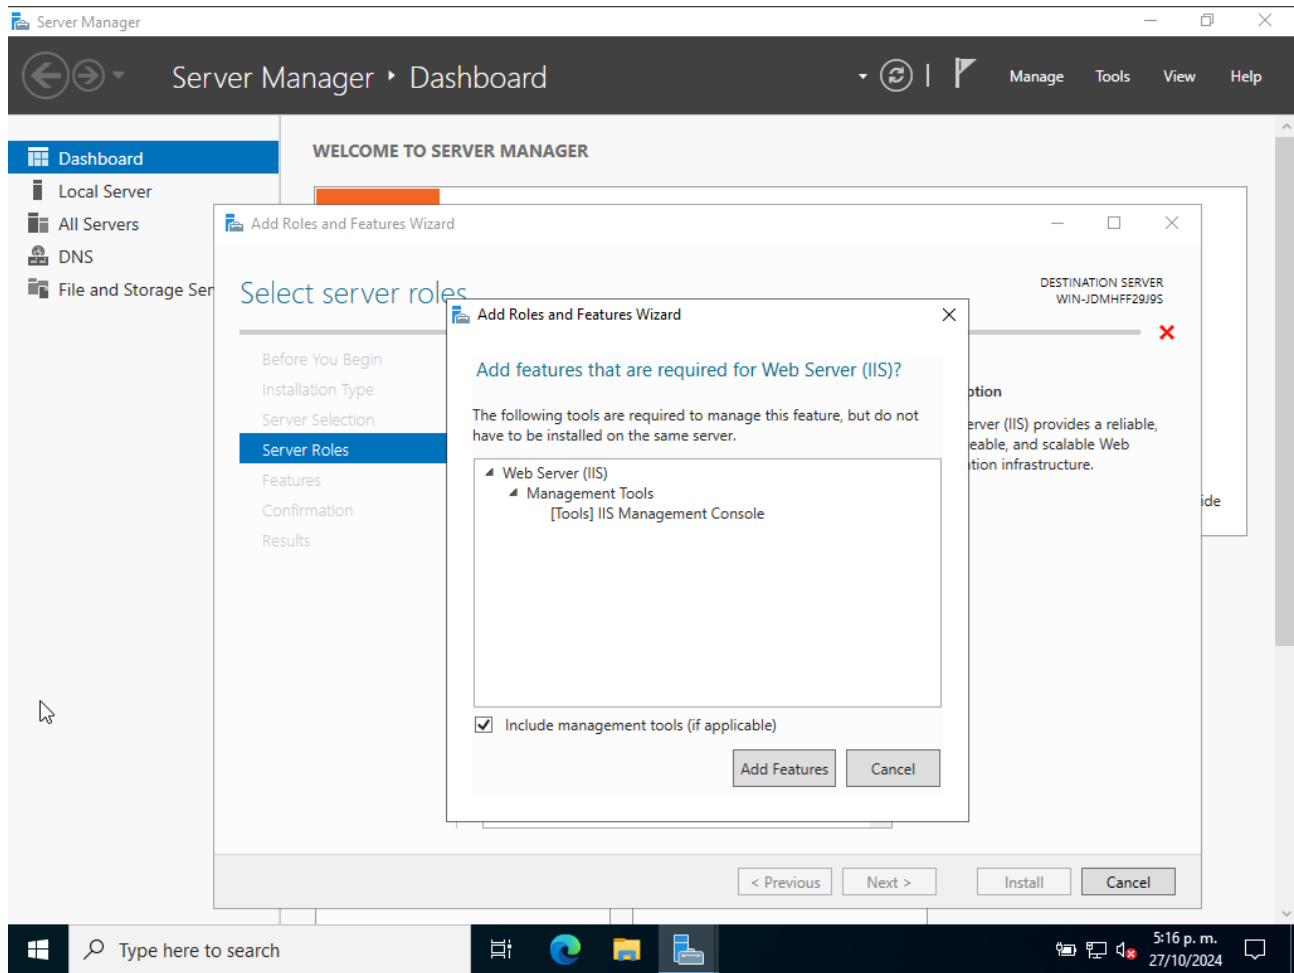 Server Manager
Server Manager ‣ Dashboard
Manage Tools View Help
Dashboard
Local Server
All Servers
DNS
File and Storage Ser
WELCOME TO SERVER MANAGER
Add Roles and Features Wizard
Select server roles
DESTINATION SERVER
WIN-JDMHFF29J9S
Before You Begin
Installation Type
Server Selection
Server Roles
Features
Confirmation
Results
Add Roles and Features Wizard
Add features that are required for Web Server (IIS)?
The following tools are required to manage this feature, but do not
have to be installed on the same server.
Web Server (IIS)
Management Tools
[Tools] IIS Management Console
Include management tools (if applicable)
Add Features Cancel
ption
erver (IIS) provides a reliable,
eable, and scalable Web
tion infrastructure.
ide
< Previous Next > Install Cancel
Type here to search
5:16 p. m.
27/10/2024